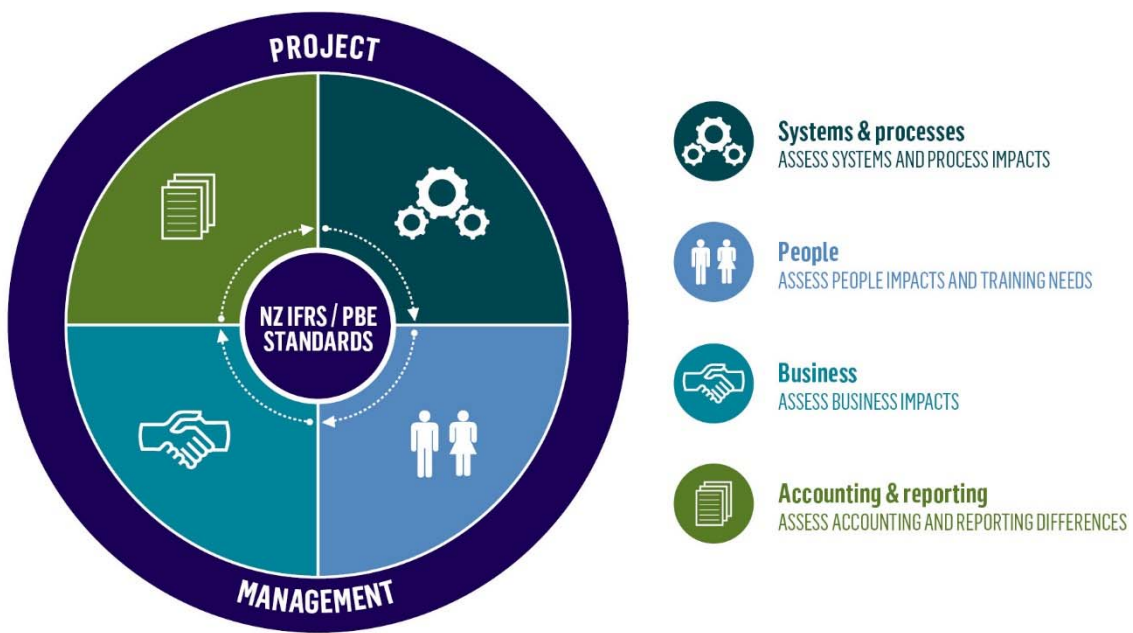 PROJECT
NZ IFRS / PBE
STANDARDS
MANAGEMENT
Systems & processes
ASSESS SYSTEMS AND PROCESS IMPACTS
People
ASSESS PEOPLE IMPACTS AND TRAINING NEEDS
Business
ASSESS BUSINESS IMPACTS
Accounting & reporting
ASSESS ACCOUNTING AND REPORTING DIFFERENCES